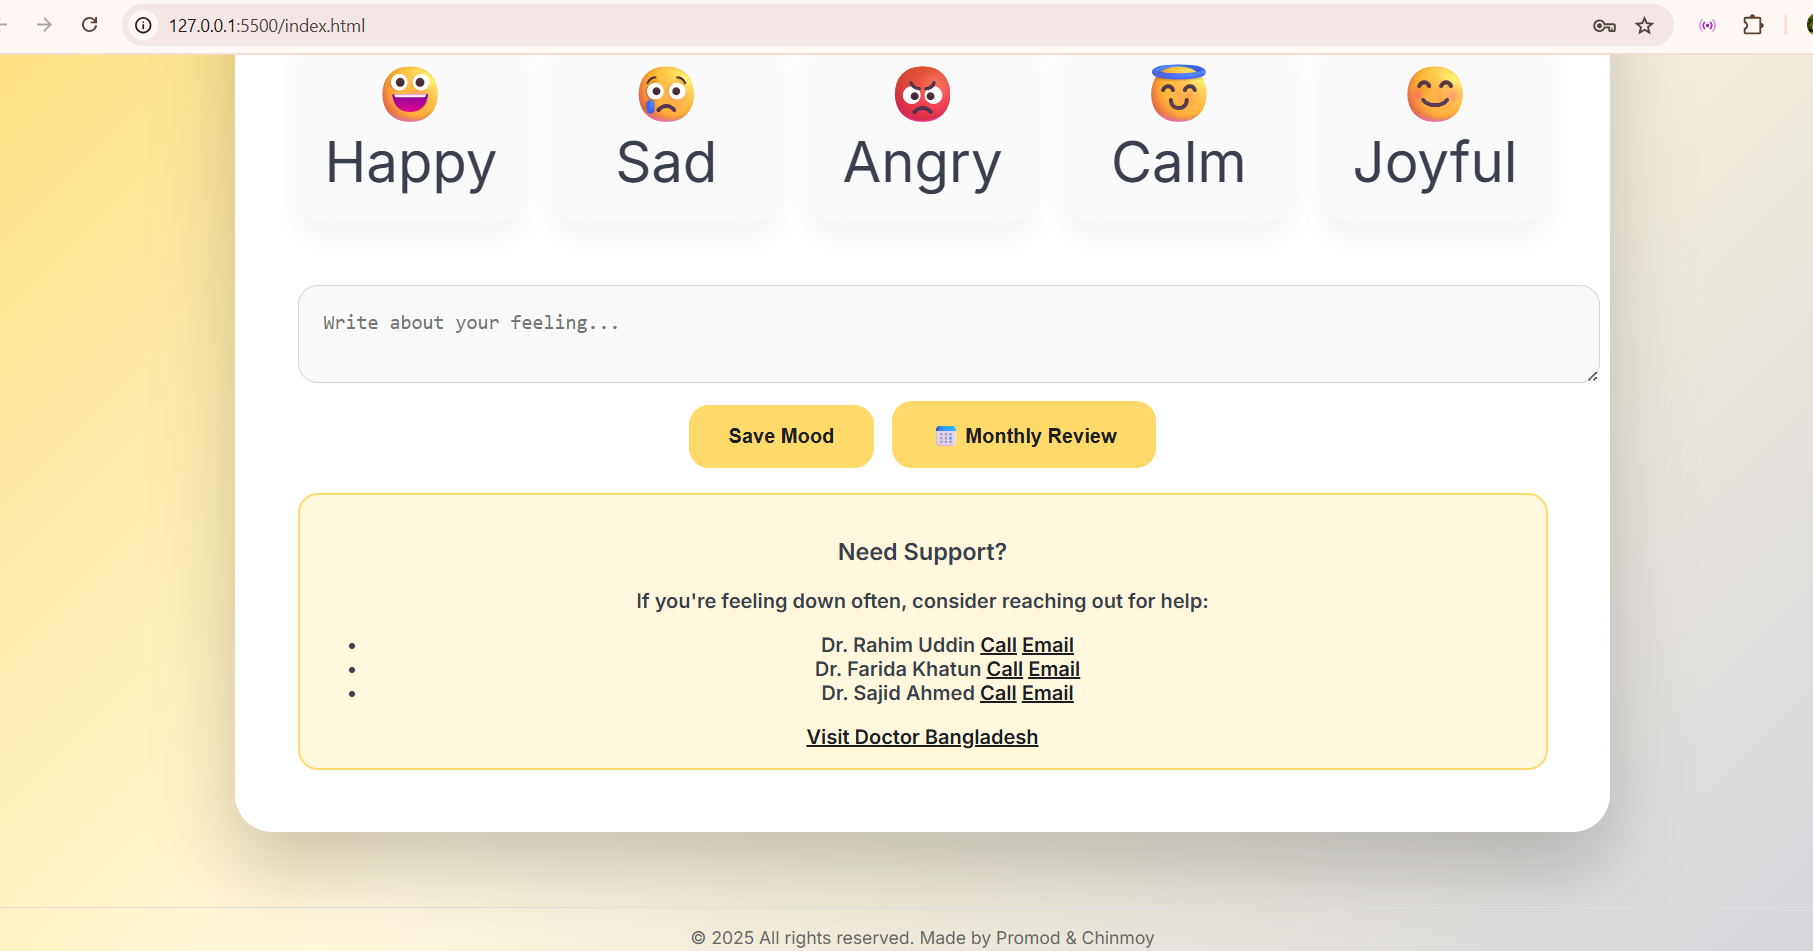 127.0.0.1:5500/index.html
Happy Sad Angry Calm Joyful
Write about your feeling...
Save Mood Monthly Review
Need Support?
If you're feeling down often, consider reaching out for help:
• Dr. Rahim Uddin Call Email
• Dr. Farida Khatun Call Email
• Dr. Sajid Ahmed Call Email
Visit Doctor Bangladesh
© 2025 All rights reserved. Made by Promod & Chinmoy